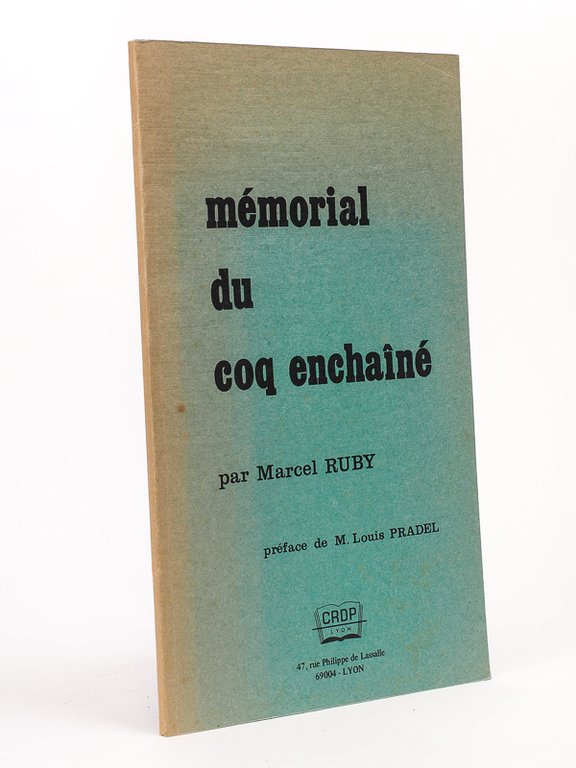 mémorial
du
coq enchaîné
par Marcel RUBY
préface de M. Louis PRADEL
CRDP
LYON
47, rue Philippe de Lassalle
69004 - LYON